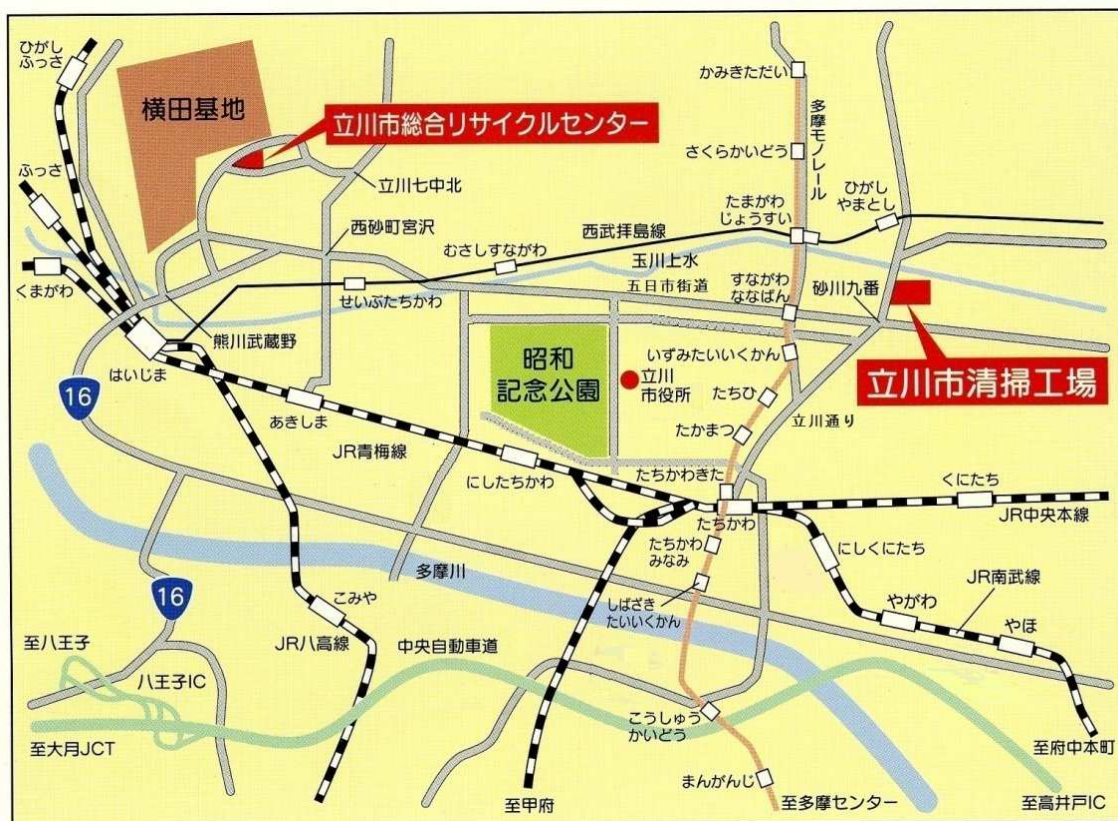 ひがし
ふっさ
横田基地
立川市総合リサイクルセンター
かみきただい
多摩モノレール
さくらかいどう
ふっさ
立川七中北
ひがし
やまとし
たまがわ
じょうすい
西砂町宮沢
西武拝島線
むさしすながわ
玉川上水
くまがわ
せいぶたちかわ
五日市街道
すながわ
ななばん
砂川九番
熊川武蔵野
はいじま
昭和
記念公園
いずみたいいくかん
立川
市役所
たちひ
立川市清掃工場
16
あきしま
たかまつ
立川通り
JR青梅線
にしたちかわ
たちかわきた
くにたち
たちかわ
JR中央本線
たちかわ
みなみ
にしくにたち
多摩川
JR南武線
16
こみや
しばざき
たいいくかん
やがわ
やほ
至八王子
JR八高線
中央自動車道
八王子IC
こうしゅう
かいどう
至大月JCT
至府中本町
まんがんじ
至甲府
至多摩センター
至高井戸IC